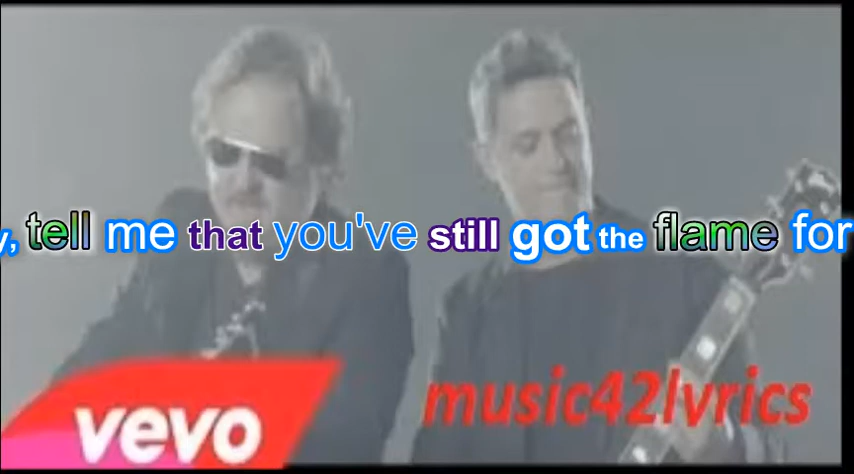 y, tell me that you've still got the flame for
music42lyrics
vevo